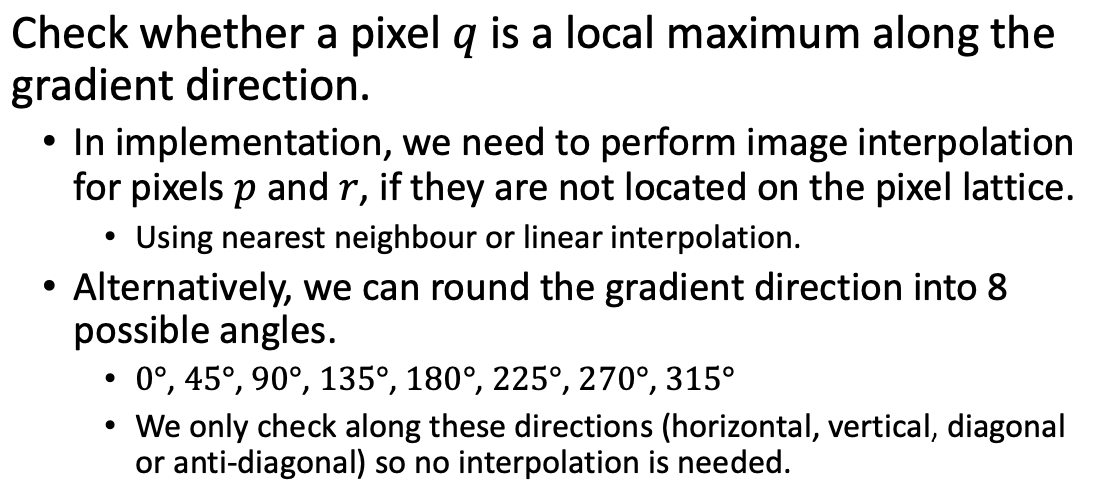 Check whether a pixel q is a local maximum along the
gradient direction.
• In implementation, we need to perform image interpolation
for pixels p and r, if they are not located on the pixel lattice.
• Using nearest neighbour or linear interpolation.
• Alternatively, we can round the gradient direction into 8
possible angles.
• 0°, 45°, 90°, 135°, 180°, 225°, 270°, 315°
• We only check along these directions (horizontal, vertical, diagonal
or anti-diagonal) so no interpolation is needed.